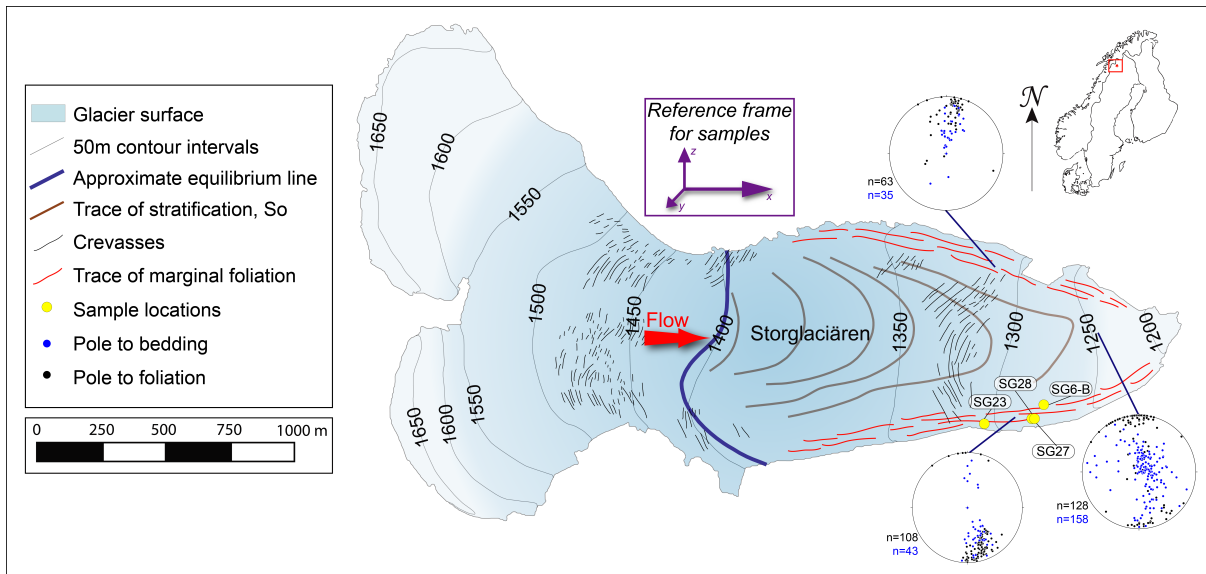 Glacier surface
50m contour intervals
Approximate equilibrium line
Trace of stratification, So
Crevasses
Trace of marginal foliation
Sample locations
Pole to bedding
Pole to foliation
0 250 500 750 1000 m
1650
1600
1550
1500
1450
1400
1350
1300
1250
1200
1650
1600
1550
Reference frame
for samples
z
y
x
Flow
Storglaciären
N
n=63
n=35
SG28
SG6-B
SG23
SG27
n=108
n=43
n=128
n=158